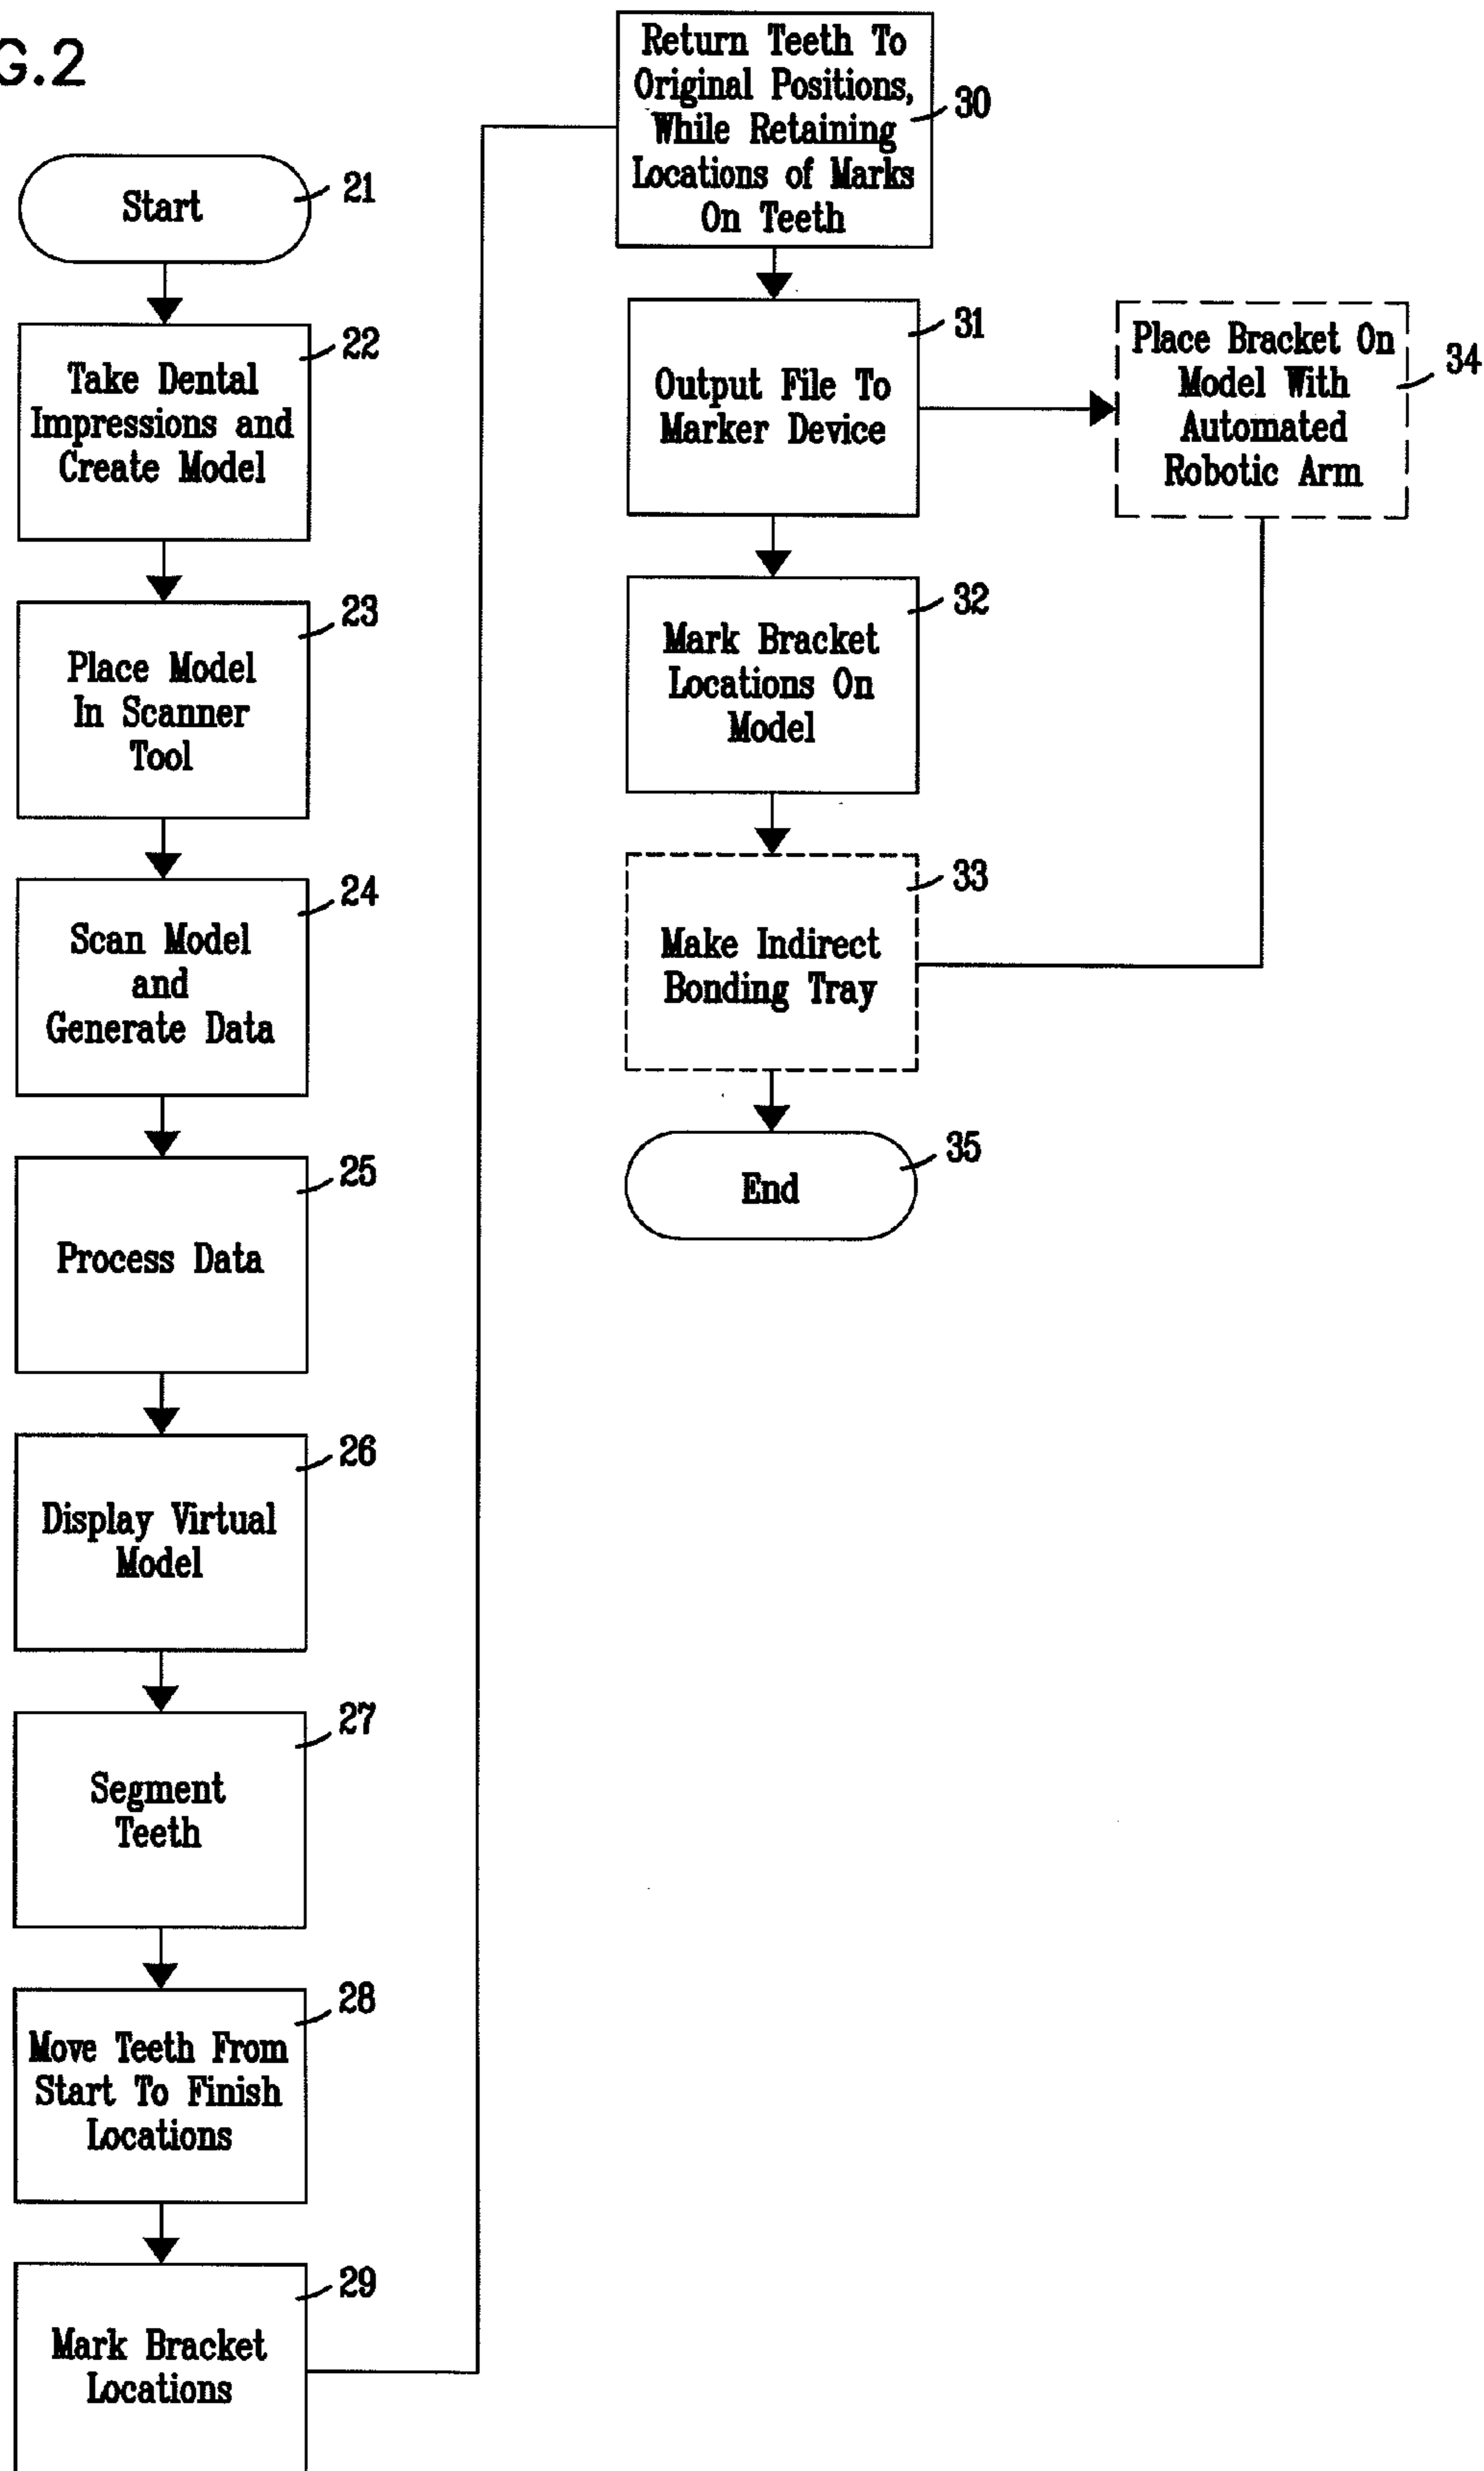 G.2
Start
21
Take Dental
Impressions and
Create Model
22
Place Model
In Scanner
Tool
23
Scan Model
and
Generate Data
24
Process Data
25
Display Virtual
Model
26
Segment
Teeth
27
Move Teeth From
Start To Finish
Locations
28
Mark Bracket
Locations
29
Return Teeth To
Original Positions,
While Retaining
Locations of Marks
On Teeth
30
Output File To
Marker Device
31
Mark Bracket
Locations On
Model
32
Make Indirect
Bonding Tray
33
Place Bracket On
Model With
Automated
Robotic Arm
34
End
35